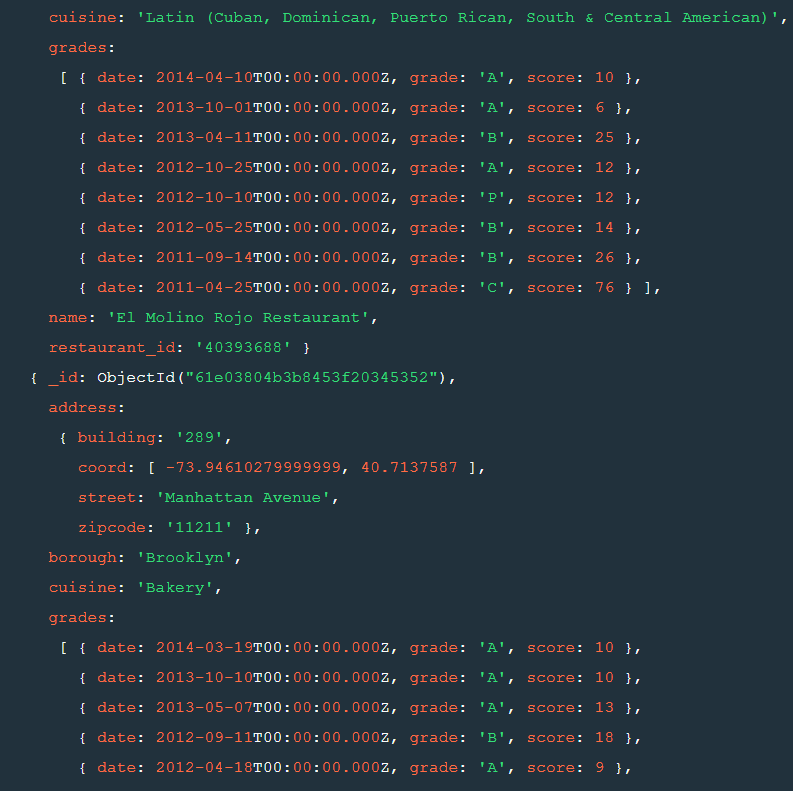 cuisine: 'Latin (Cuban, Dominican, Puerto Rican, South & Central American)',
grades:
[ { date: 2014-04-10T00:00:00.000Z, grade: 'A', score: 10 },
{ date: 2013-10-01T00:00:00.000Z, grade: 'A', score: 6 },
{ date: 2013-04-11T00:00:00.000Z, grade: 'B', score: 25 },
{ date: 2012-10-25T00:00:00.000Z, grade: 'A', score: 12 },
{ date: 2012-10-10T00:00:00.000Z, grade: 'P', score: 12 },
{ date: 2012-05-25T00:00:00.000Z, grade: 'B', score: 14 },
{ date: 2011-09-14T00:00:00.000Z, grade: 'B', score: 26 },
{ date: 2011-04-25T00:00:00.000Z, grade: 'C', score: 76 } ],
name: 'El Molino Rojo Restaurant',
restaurant_id: '40393688' }
{ _id: ObjectId("61e03804b3b8453f20345352"),
address:
{ building: '289',
coord: [ -73.94610279999999, 40.7137587 ],
street: 'Manhattan Avenue',
zipcode: '11211' },
borough: 'Brooklyn',
cuisine: 'Bakery',
grades:
[ { date: 2014-03-19T00:00:00.000Z, grade: 'A', score: 10 },
{ date: 2013-10-10T00:00:00.000Z, grade: 'A', score: 10 },
{ date: 2013-05-07T00:00:00.000Z, grade: 'A', score: 13 },
{ date: 2012-09-11T00:00:00.000Z, grade: 'B', score: 18 },
{ date: 2012-04-18T00:00:00.000Z, grade: 'A', score: 9 },